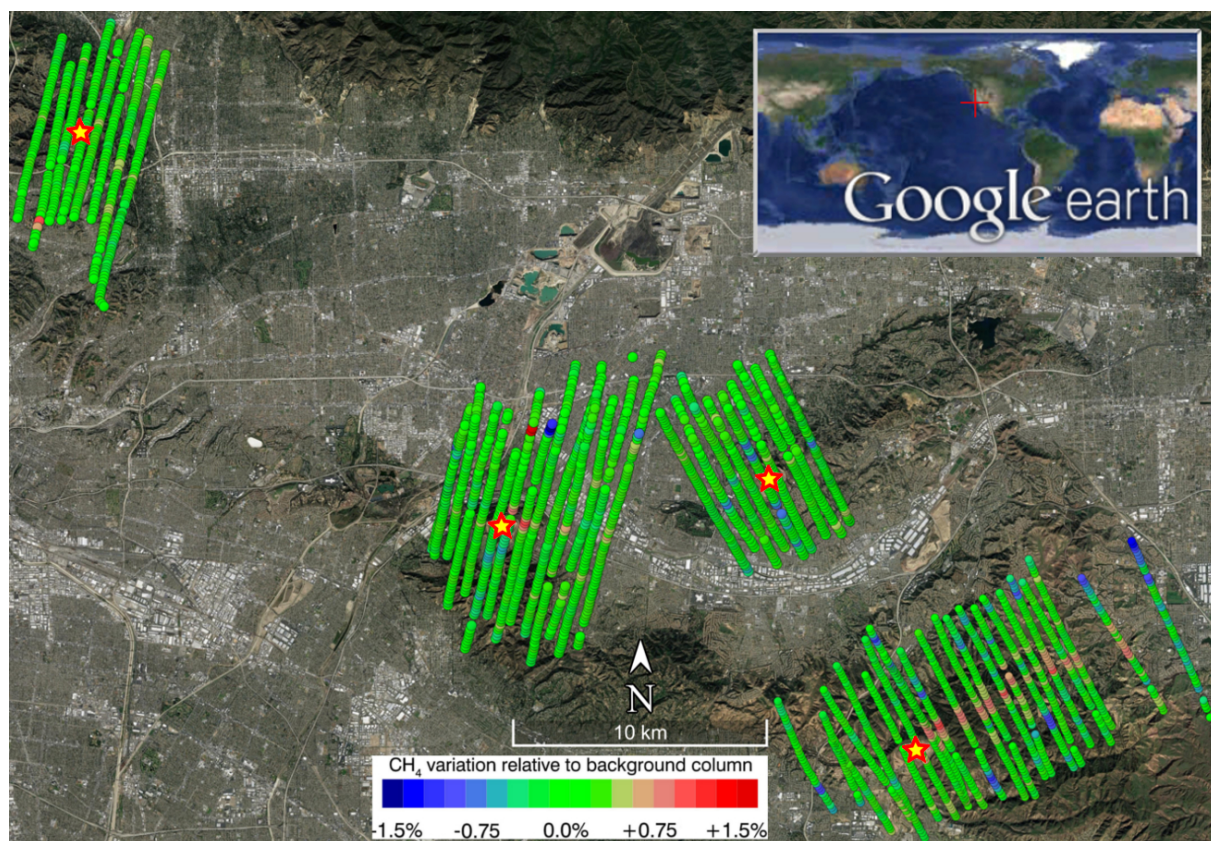 Google earth
N
10 km
CH₄ variation relative to background column
-1.5% -0.75 0.0% +0.75 +1.5%